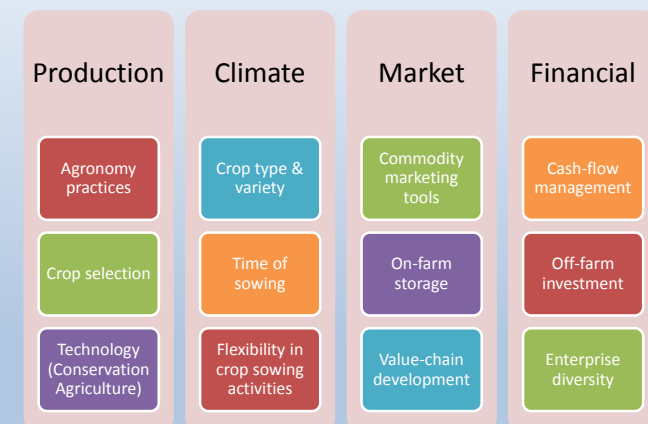 Production
Climate
Market
Financial
Agronomy
practices
Crop type &
variety
Commodity
marketing
tools
Cash-flow
management
Crop selection
Time of
sowing
On-farm
storage
Off-farm
investment
Technology
(Conservation
Agriculture)
Flexibility in
crop sowing
activities
Value-chain
development
Enterprise
diversity